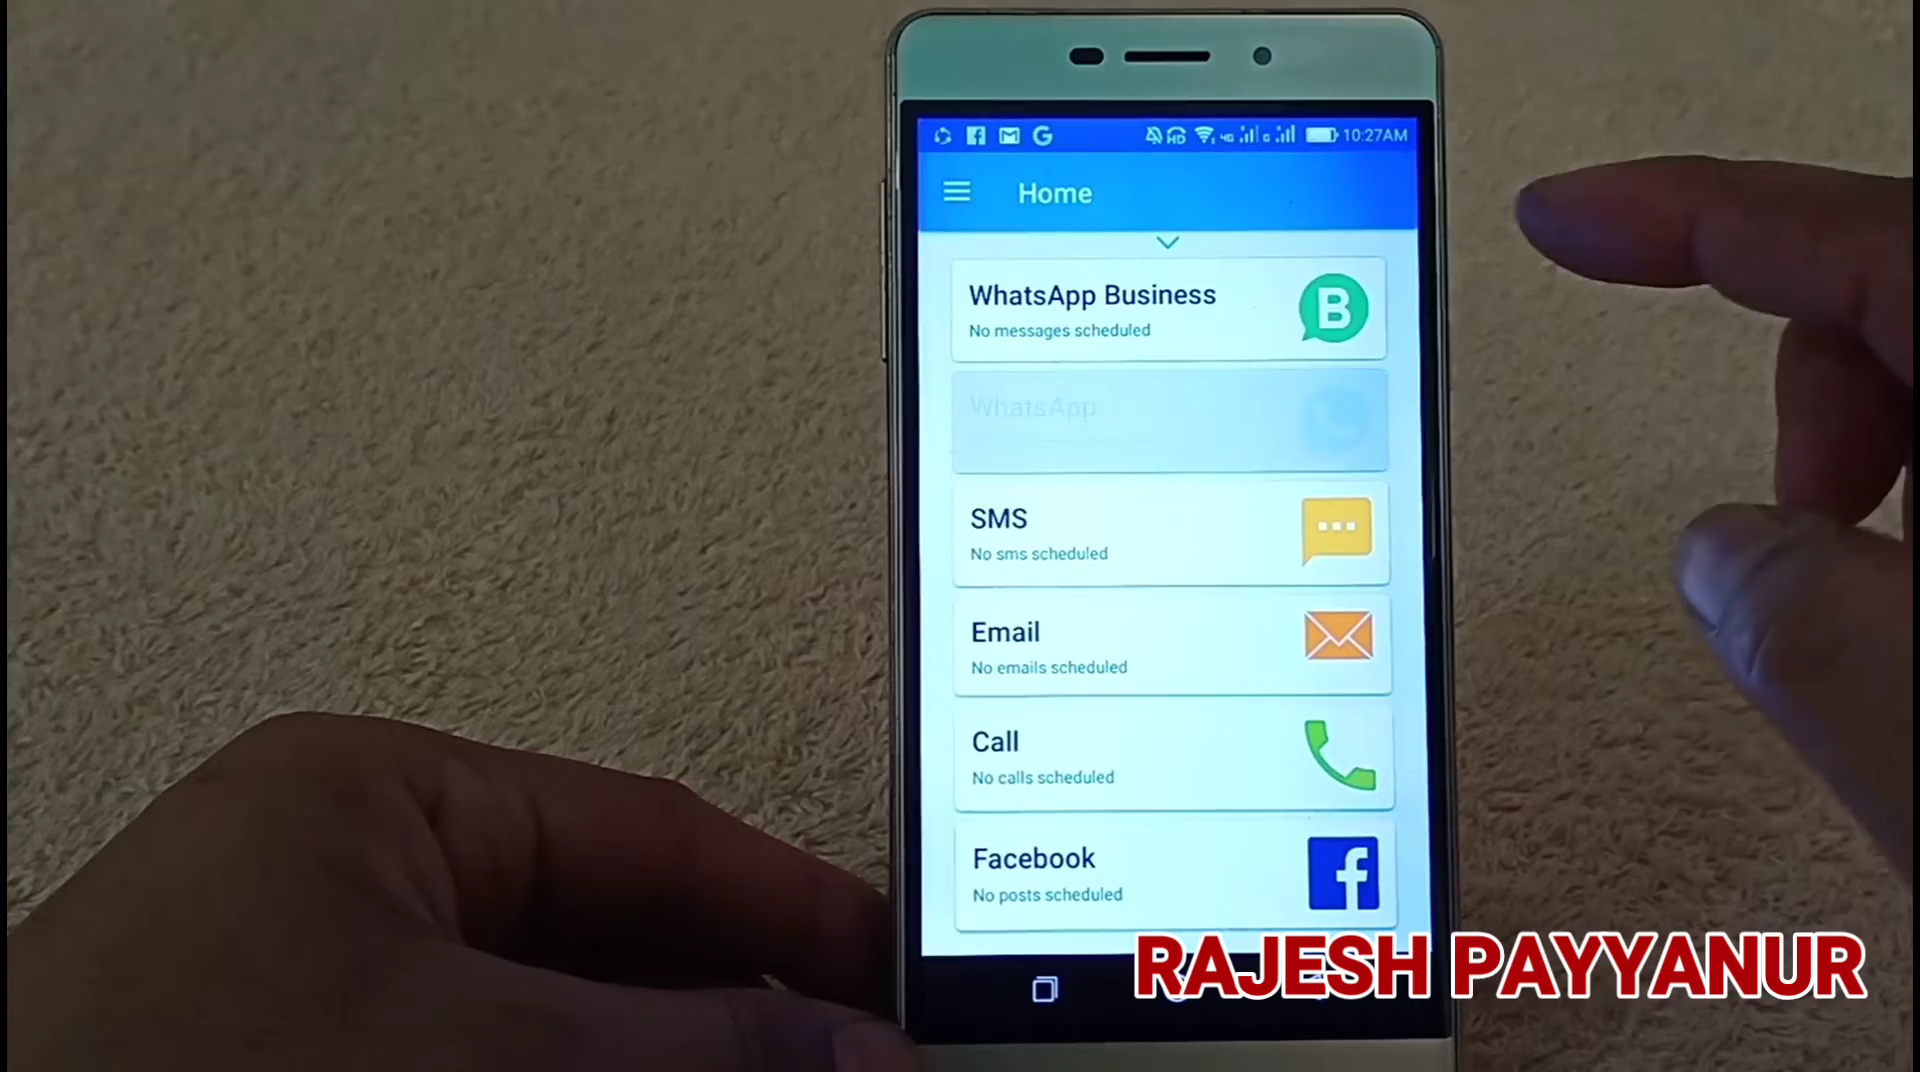 10:27AM
Home
WhatsApp Business
No messages scheduled
WhatsApp
SMS
No sms scheduled
Email
No emails scheduled
Call
No calls scheduled
Facebook
No posts scheduled
RAJESH PAYYANUR